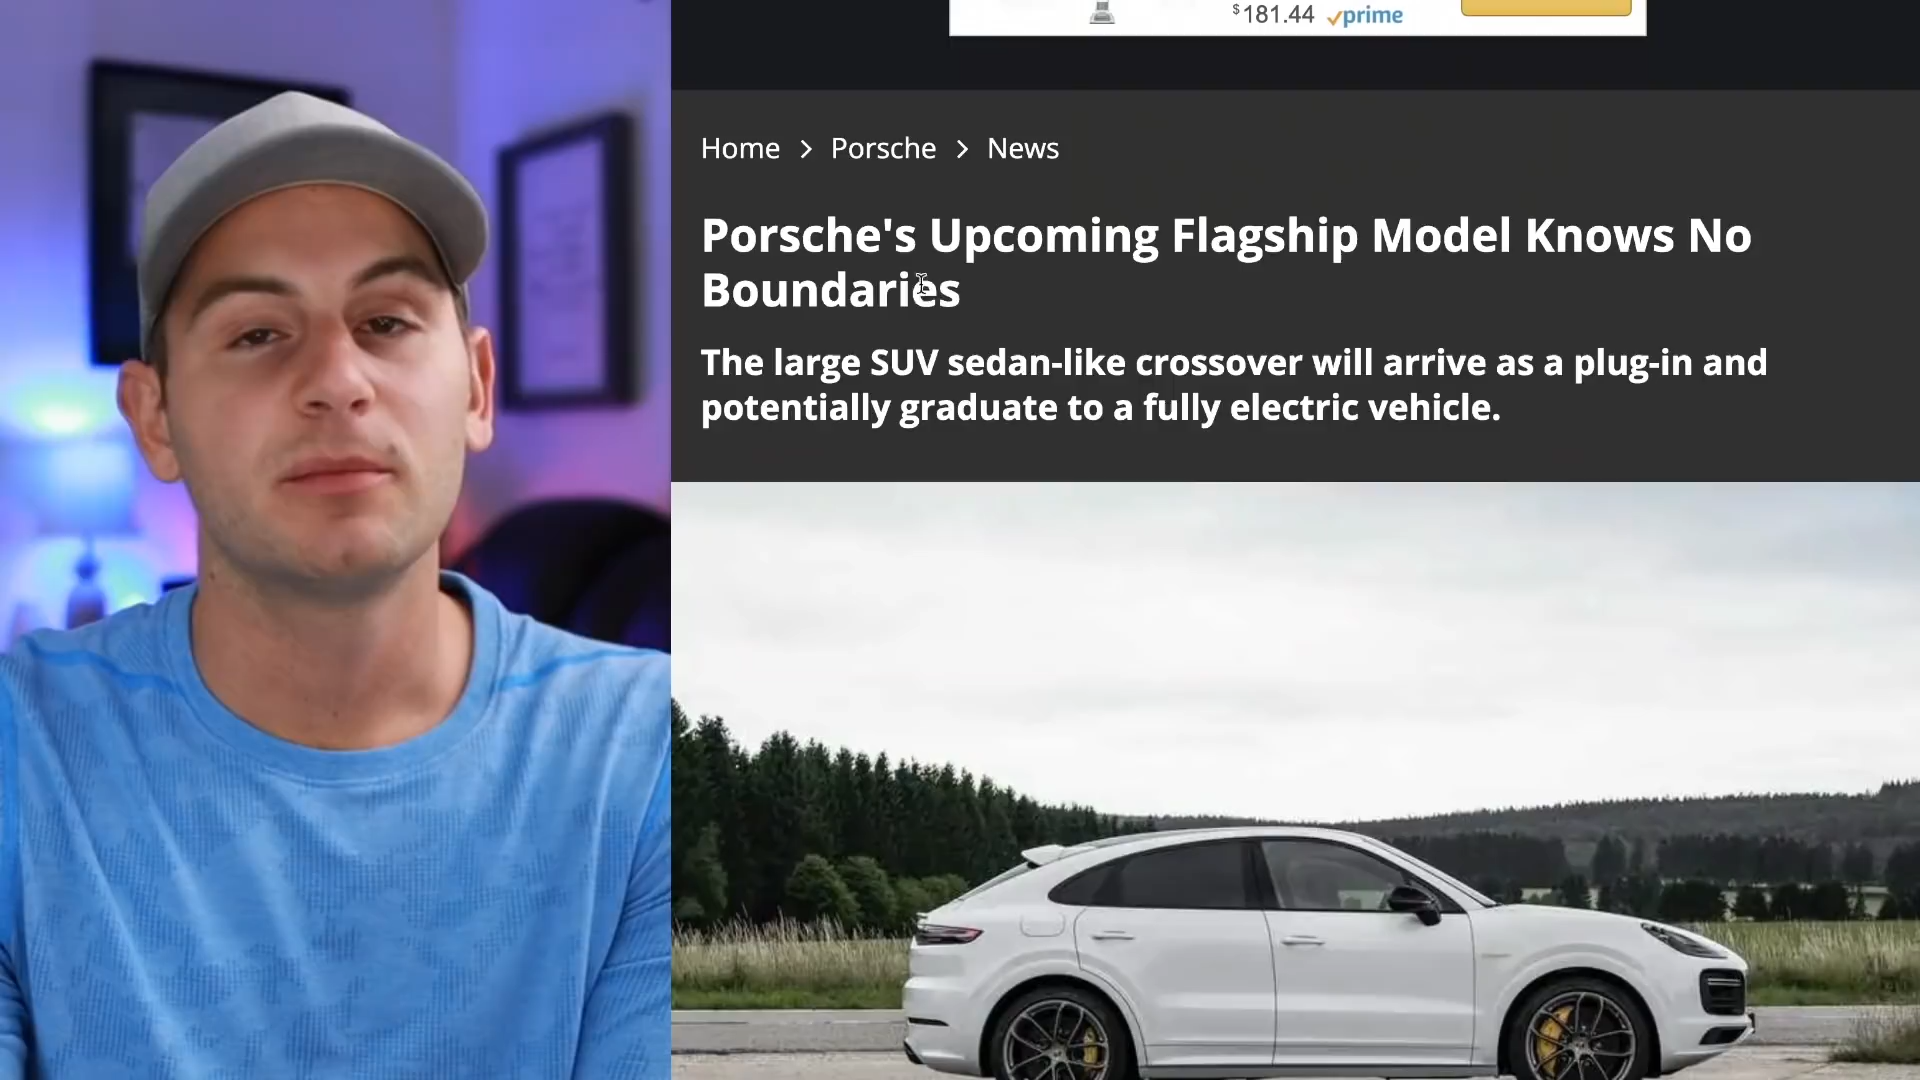 $181.44 prime
Home > Porsche > News
Porsche's Upcoming Flagship Model Knows No
Boundaries
The large SUV sedan-like crossover will arrive as a plug-in and
potentially graduate to a fully electric vehicle.